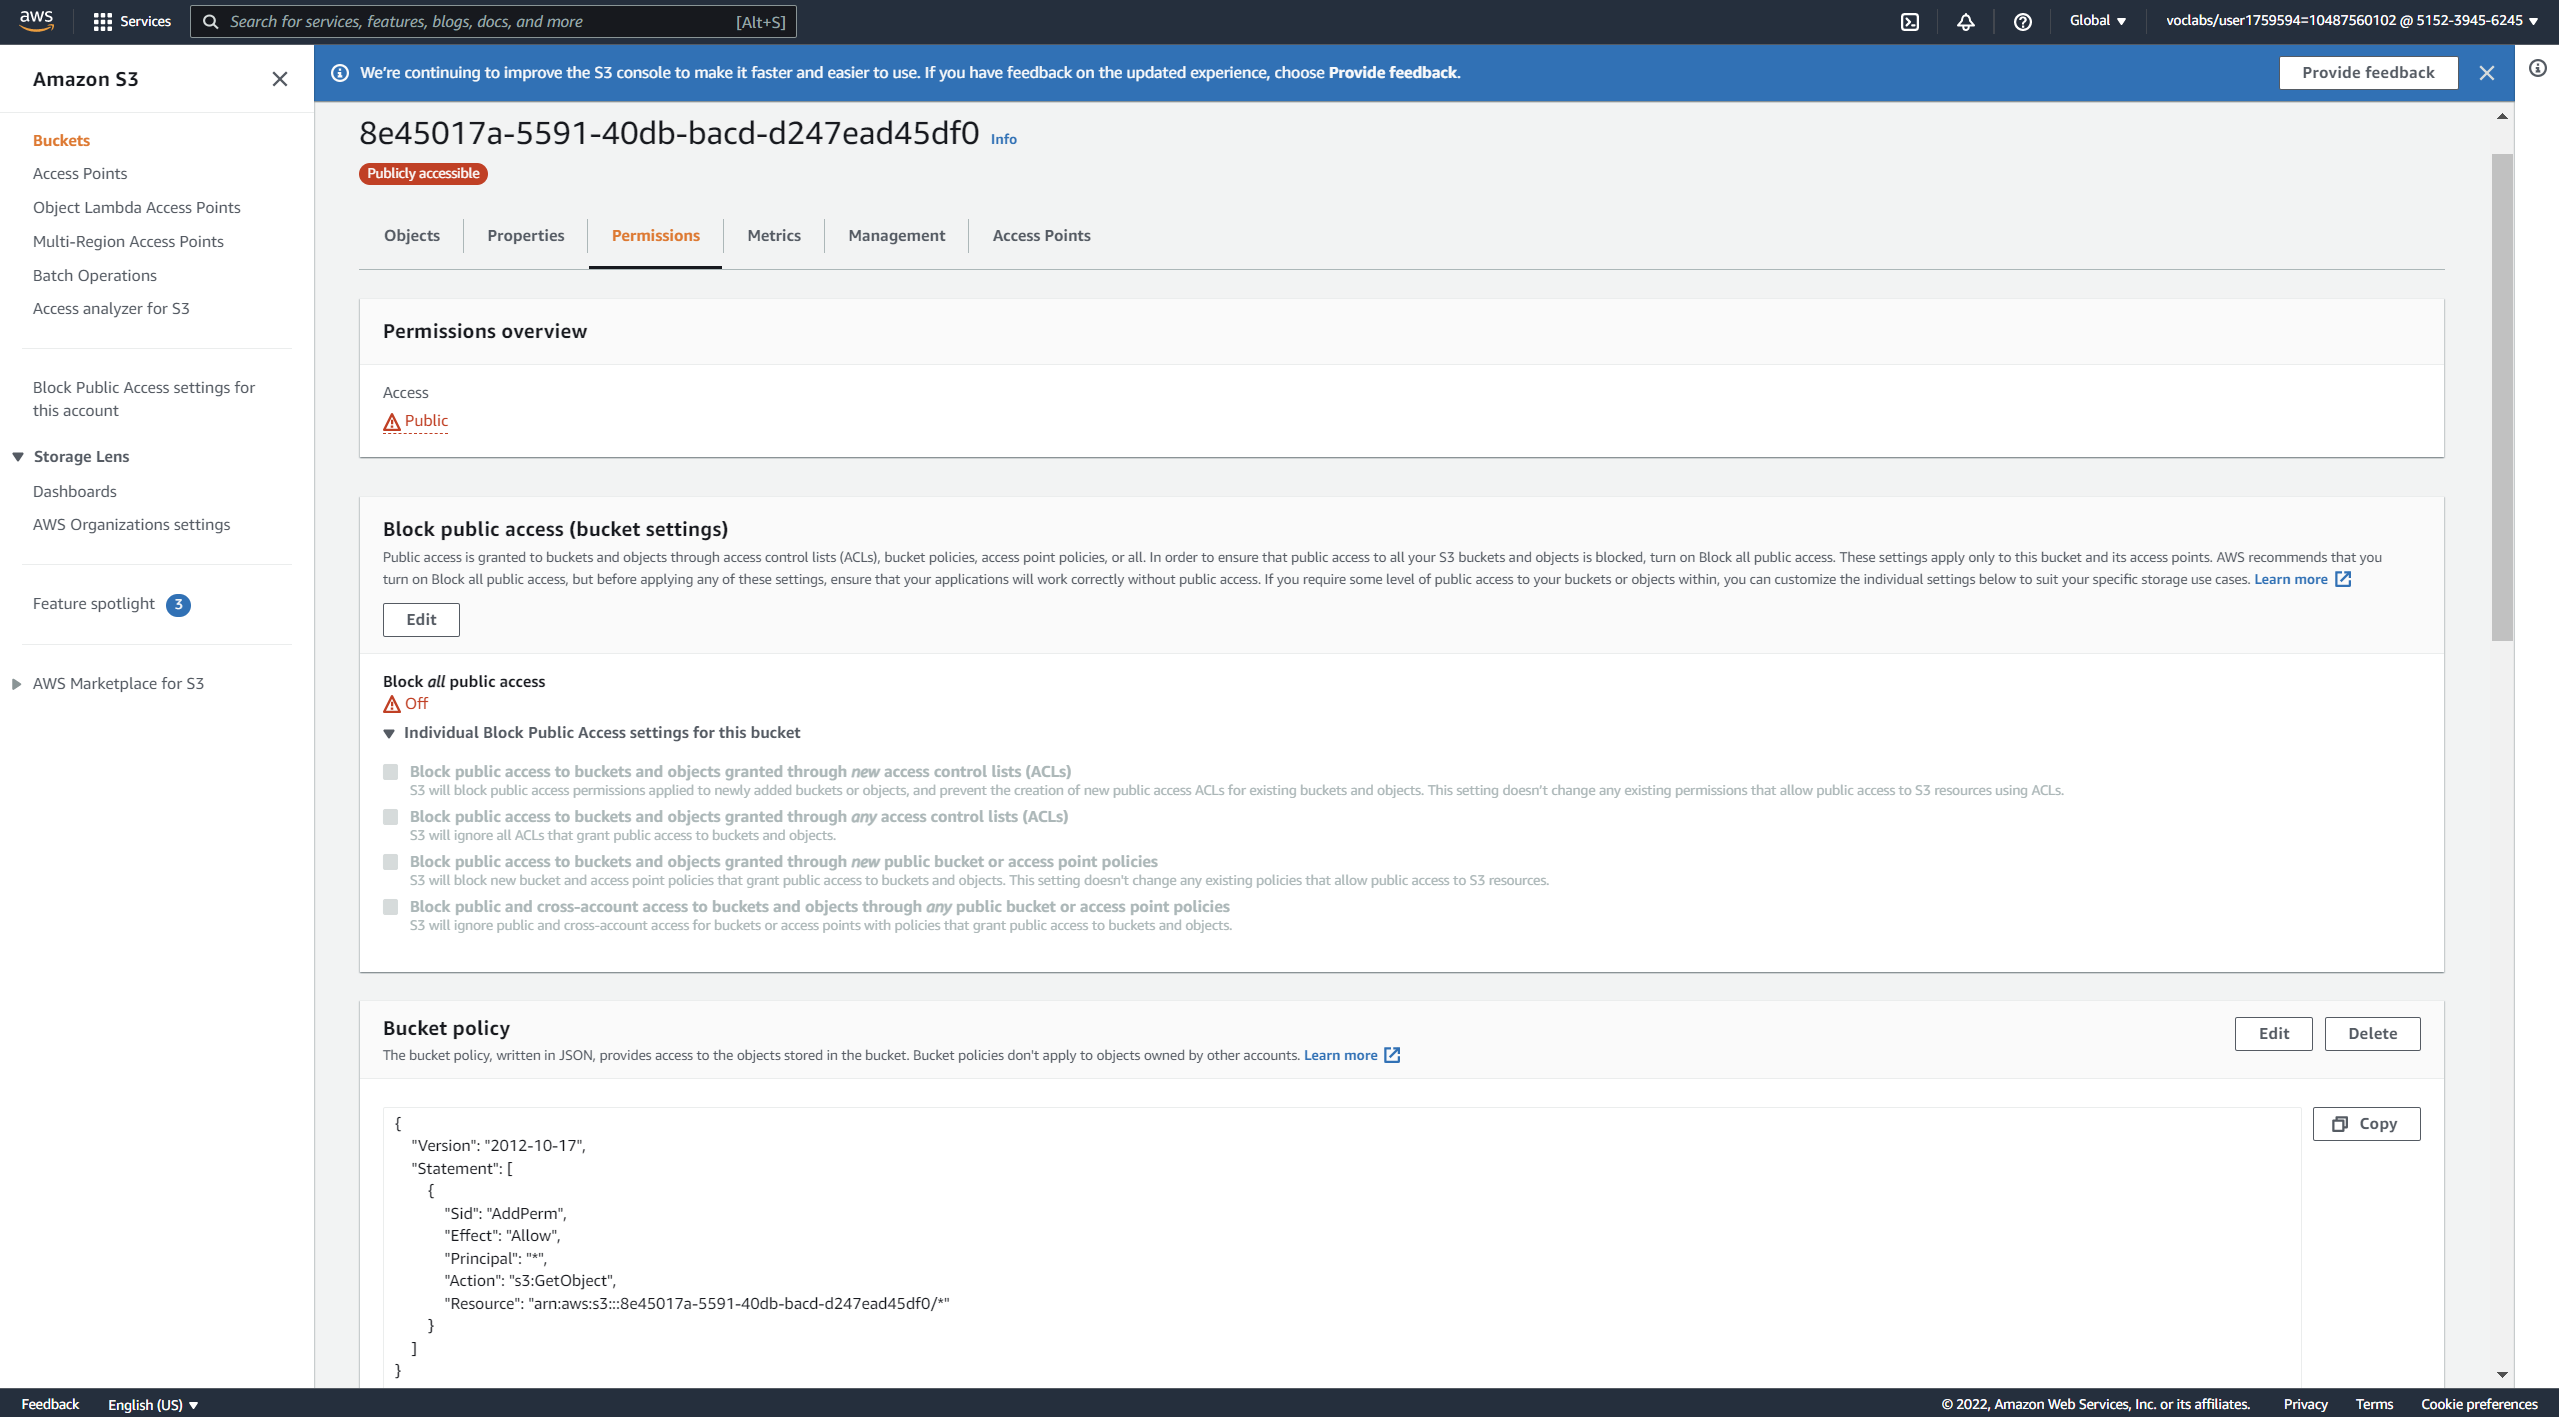 aws
Services
Search for services, features, blogs, docs, and more
[Alt+S]
Global
voclabs/user1759594=10487560102 @ 5152-3945-6245
Amazon S3
Buckets
Access Points
Object Lambda Access Points
Multi-Region Access Points
Batch Operations
Access analyzer for S3
Block Public Access settings for
this account
Storage Lens
Dashboards
AWS Organizations settings
Feature spotlight 3
AWS Marketplace for S3
We're continuing to improve the S3 console to make it faster and easier to use. If you have feedback on the updated experience, choose Provide feedback.
Provide feedback
8e45017a-5591-40db-bacd-d247ead45df0 Info
Publicly accessible
Objects
Properties
Permissions
Metrics
Management
Access Points
Permissions overview
Access
Public
Block public access (bucket settings)
Public access is granted to buckets and objects through access control lists (ACLs), bucket policies, access point policies, or all. In order to ensure that public access to all your S3 buckets and objects is blocked, turn on Block all public access. These settings apply only to this bucket and its access points. AWS recommends that you
turn on Block all public access, but before applying any of these settings, ensure that your applications will work correctly without public access. If you require some level of public access to your buckets or objects within, you can customize the individual settings below to suit your specific storage use cases. Learn more
Edit
Block all public access
Off
Individual Block Public Access settings for this bucket
Block public access to buckets and objects granted through new access control lists (ACLs)
S3 will block public access permissions applied to newly added buckets or objects, and prevent the creation of new public access ACLs for existing buckets and objects. This setting doesn't change any existing permissions that allow public access to S3 resources using ACLs.
Block public access to buckets and objects granted through any access control lists (ACLs)
S3 will ignore all ACLs that grant public access to buckets and objects.
Block public access to buckets and objects granted through new public bucket or access point policies
S3 will block new bucket and access point policies that grant public access to buckets and objects. This setting doesn't change any existing policies that allow public access to S3 resources.
Block public and cross-account access to buckets and objects through any public bucket or access point policies
S3 will ignore public and cross-account access for buckets or access points with policies that grant public access to buckets and objects.
Bucket policy
The bucket policy, written in JSON, provides access to the objects stored in the bucket. Bucket policies don't apply to objects owned by other accounts. Learn more
Edit
Delete
Copy
{
"Version": "2012-10-17",
"Statement": [
{
"Sid": "AddPerm",
"Effect": "Allow",
"Principal": "*",
"Action": "s3:GetObject",
"Resource": "arn:aws:s3:::8e45017a-5591-40db-bacd-d247ead45df0/*"
}
]
}
Feedback
English (US)
© 2022, Amazon Web Services, Inc. or its affiliates.
Privacy
Terms
Cookie preferences